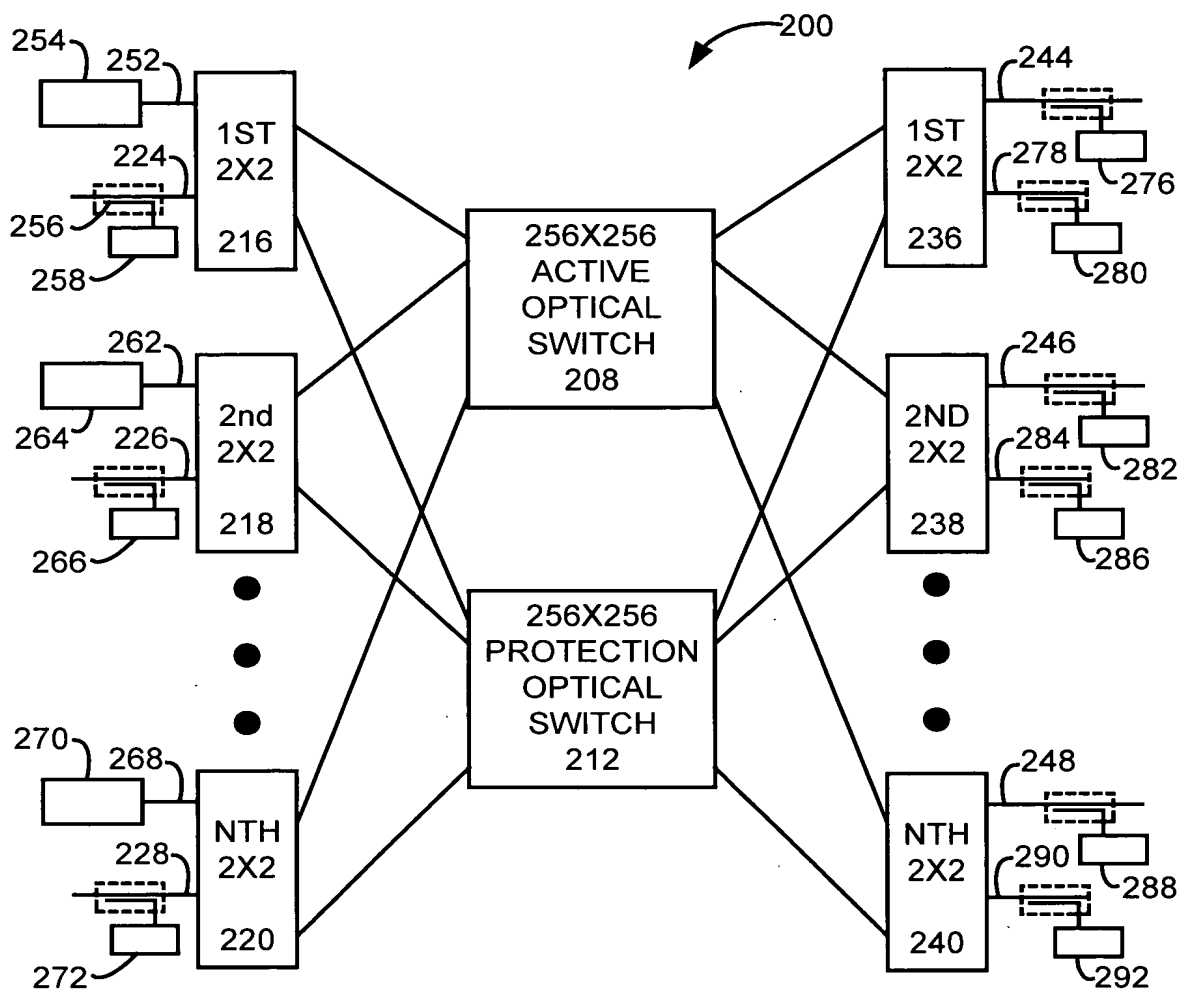 200
254
252
224
256
258
1ST
2X2
216
264
262
226
266
2nd
2X2
218
270
268
228
272
NTH
2X2
220
256X256
ACTIVE
OPTICAL
SWITCH
208
256X256
PROTECTION
OPTICAL
SWITCH
212
1ST
2X2
236
244
278
276
280
2ND
2X2
238
246
284
282
286
NTH
2X2
240
248
290
288
292